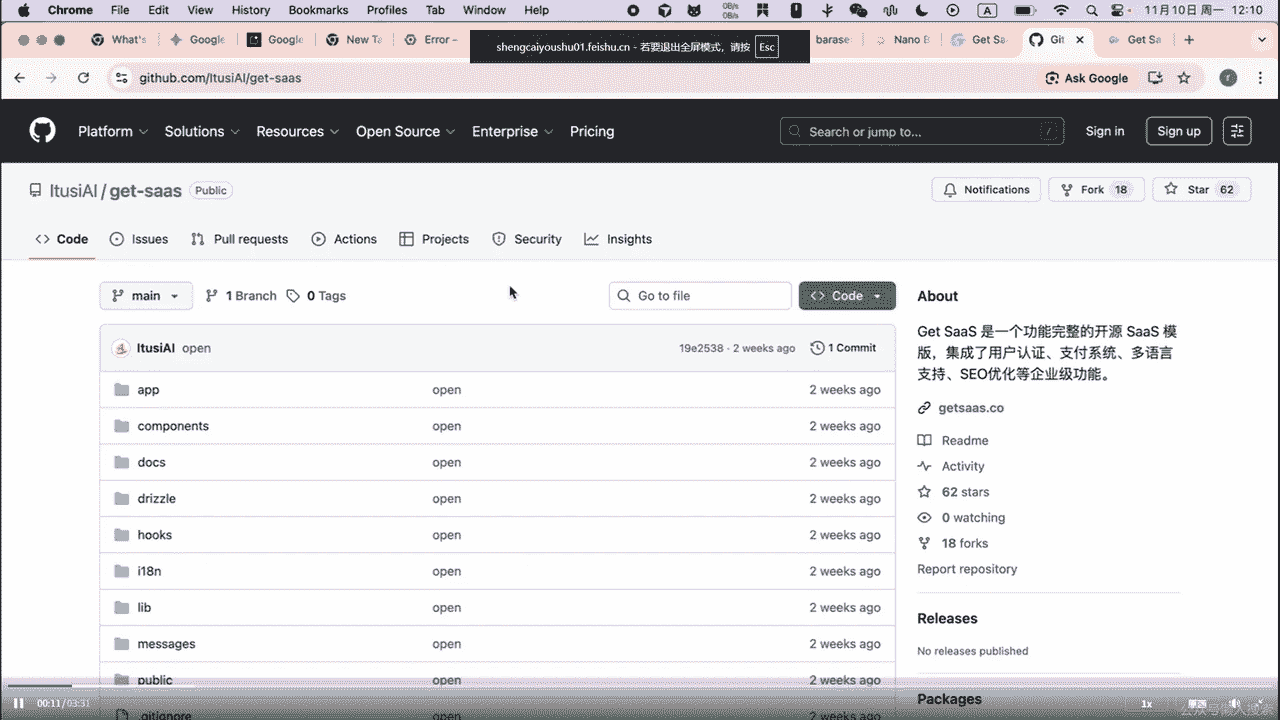 Chrome File Edit View History Bookmarks Profiles Tab Window Help 0B/s 0B/s A 11月10日 周一 12:10
What's Google Google New Ta Error – barase Nano B Get Sa Git Get Sa
shengcaiyoushu01.feishu.cn - 若要退出全屏模式，请按 Esc
github.com/ItusiAI/get-saas Ask Google r
Platform Solutions Resources Open Source Enterprise Pricing Search or jump to... / Sign in Sign up
ItusiAI / get-saas Public Notifications Fork 18 Star 62
Code Issues Pull requests Actions Projects Security Insights
main 1 Branch 0 Tags Go to file Code
ItusiAI open 19e2538 · 2 weeks ago 1 Commit
app open 2 weeks ago
components open 2 weeks ago
docs open 2 weeks ago
drizzle open 2 weeks ago
hooks open 2 weeks ago
i18n open 2 weeks ago
lib open 2 weeks ago
messages open 2 weeks ago
public open 2 weeks ago
.gitignore open 2 weeks ago
About
Get SaaS 是一个功能完整的开源 SaaS 模
版，集成了用户认证、支付系统、多语言
支持、SEO优化等企业级功能。
getsaas.co
Readme
Activity
62 stars
0 watching
18 forks
Report repository
Releases
No releases published
Packages
00:11/03:31 1x